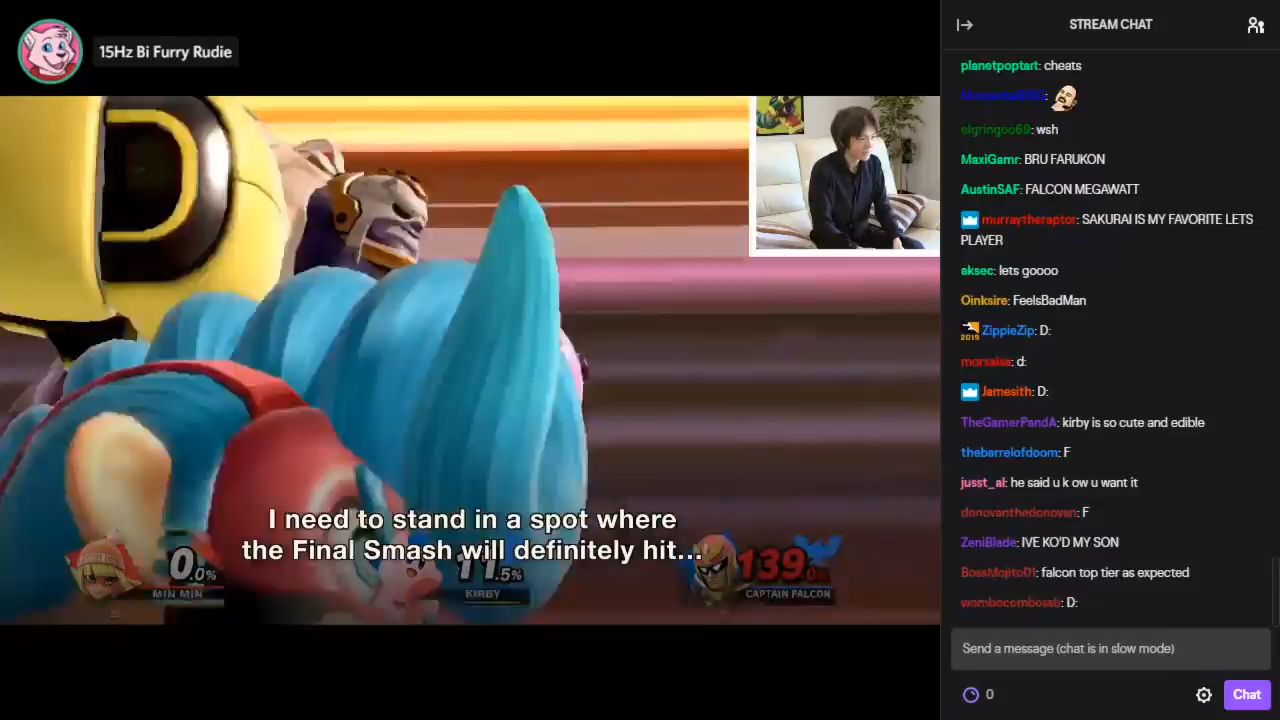 15Hz Bi Furry Rudie
I need to stand in a spot where
the Final Smash will definitely hit...
0.0%
MIN MIN
11.5%
KIRBY
139.0%
CAPTAIN FALCON
STREAM CHAT
planetpoptart: cheats
elgringoo69: wsh
MaxiGamr: BRU FARUKON
AustinSAF: FALCON MEGAWATT
murraytheraptor: SAKURAI IS MY FAVORITE LETS
PLAYER
aksec: lets goooo
Oinksire: FeelsBadMan
2019 ZippieZip: D:
morsalsa: d:
Jamesith: D:
TheGamerPandA: kirby is so cute and edible
thebarrelofdoom: F
jusst_al: he said u k ow u want it
donovanthedonovan: F
ZeniBlade: IVE KO'D MY SON
BossMojito01: falcon top tier as expected
wombocombossb: D:
Send a message (chat is in slow mode)
0
Chat